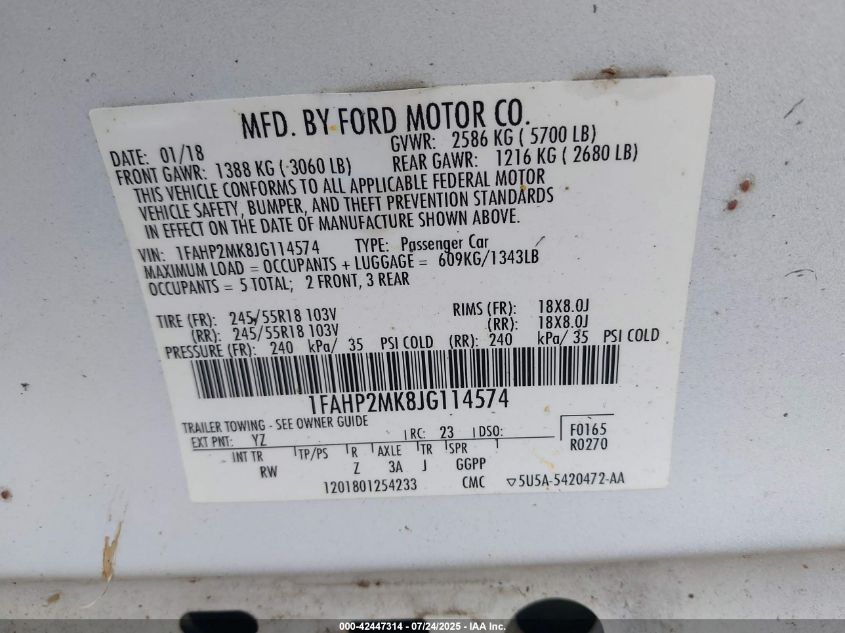 MFD. BY FORD MOTOR CO.
DATE: 01/18 GVWR: 2586 KG ( 5700 LB)
FRONT GAWR: 1388 KG ( 3060 LB) REAR GAWR: 1216 KG ( 2680 LB)
THIS VEHICLE CONFORMS TO ALL APPLICABLE FEDERAL MOTOR
VEHICLE SAFETY, BUMPER, AND THEFT PREVENTION STANDARDS
IN EFFECT ON THE DATE OF MANUFACTURE SHOWN ABOVE.
VIN: 1FAHP2MK8JG114574 TYPE: Passenger Car
MAXIMUM LOAD = OCCUPANTS + LUGGAGE = 609KG/1343LB
OCCUPANTS = 5 TOTAL; 2 FRONT, 3 REAR
TIRE (FR): 245/55R18 103V RIMS (FR): 18X8.0J
(RR): 245/55R18 103V (RR): 18X8.0J
PRESSURE (FR): 240 kPa/ 35 PSI COLD (RR): 240 kPa/ 35 PSI COLD
1FAHP2MK8JG114574
TRAILER TOWING - SEE OWNER GUIDE
EXT PNT: YZ RC: 23 DSO: F0165
R0270
INT TR TP/PS R AXLE TR SPR
RW Z 3A J GGPP
1201801254233 CMC ▽5U5A-5420472-AA
000-42447314 - 07/24/2025 - IAA Inc.